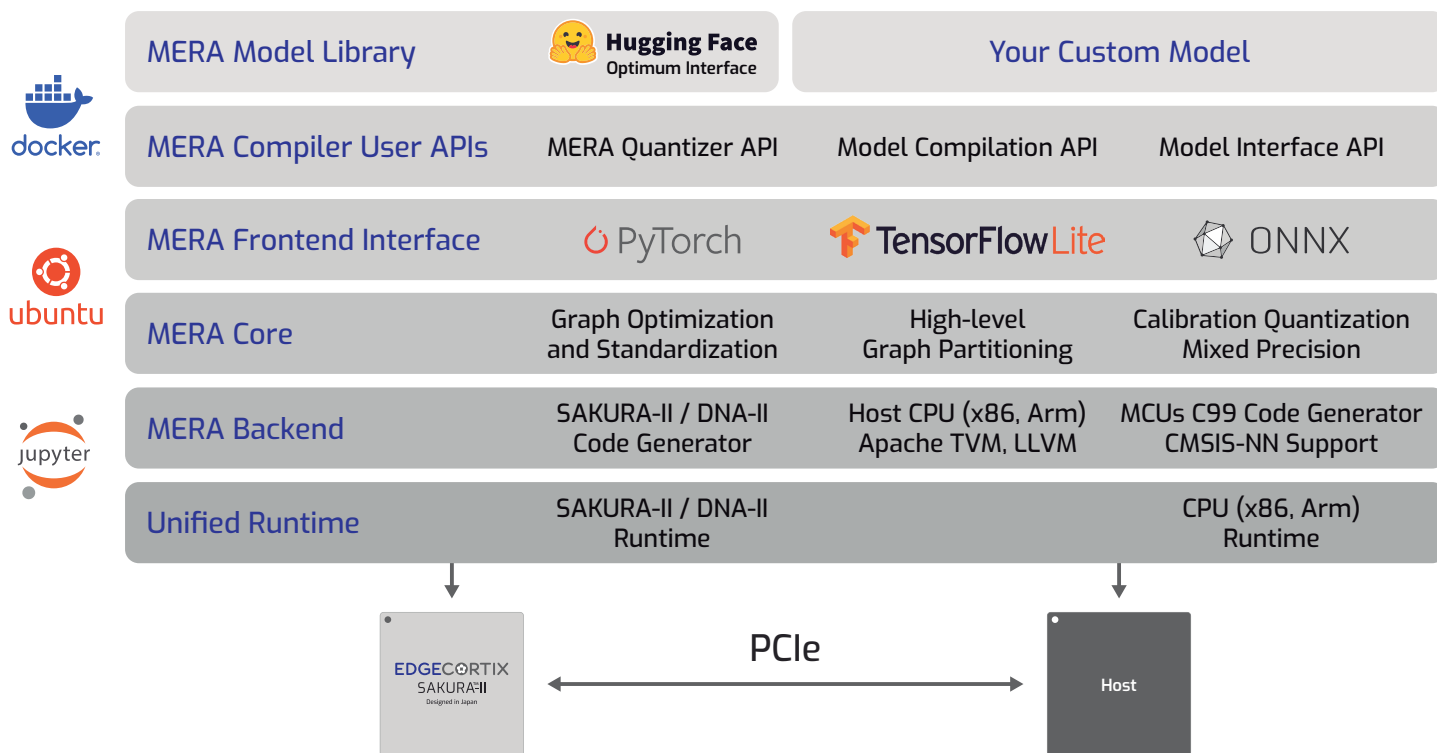 MERA Model Library
Hugging Face
Optimum Interface
Your Custom Model
docker
MERA Compiler User APIs
MERA Quantizer API
Model Compilation API
Model Interface API
MERA Frontend Interface
PyTorch
TensorFlow Lite
ONNX
ubuntu
MERA Core
Graph Optimization
and Standardization
High-level
Graph Partitioning
Calibration Quantization
Mixed Precision
jupyter
MERA Backend
SAKURA-II / DNA-II
Code Generator
Host CPU (x86, Arm)
Apache TVM, LLVM
MCUs C99 Code Generator
CMSIS-NN Support
Unified Runtime
SAKURA-II / DNA-II
Runtime
CPU (x86, Arm)
Runtime
EDGECORTIX
SAKURA-II
Designed in Japan
PCIe
Host